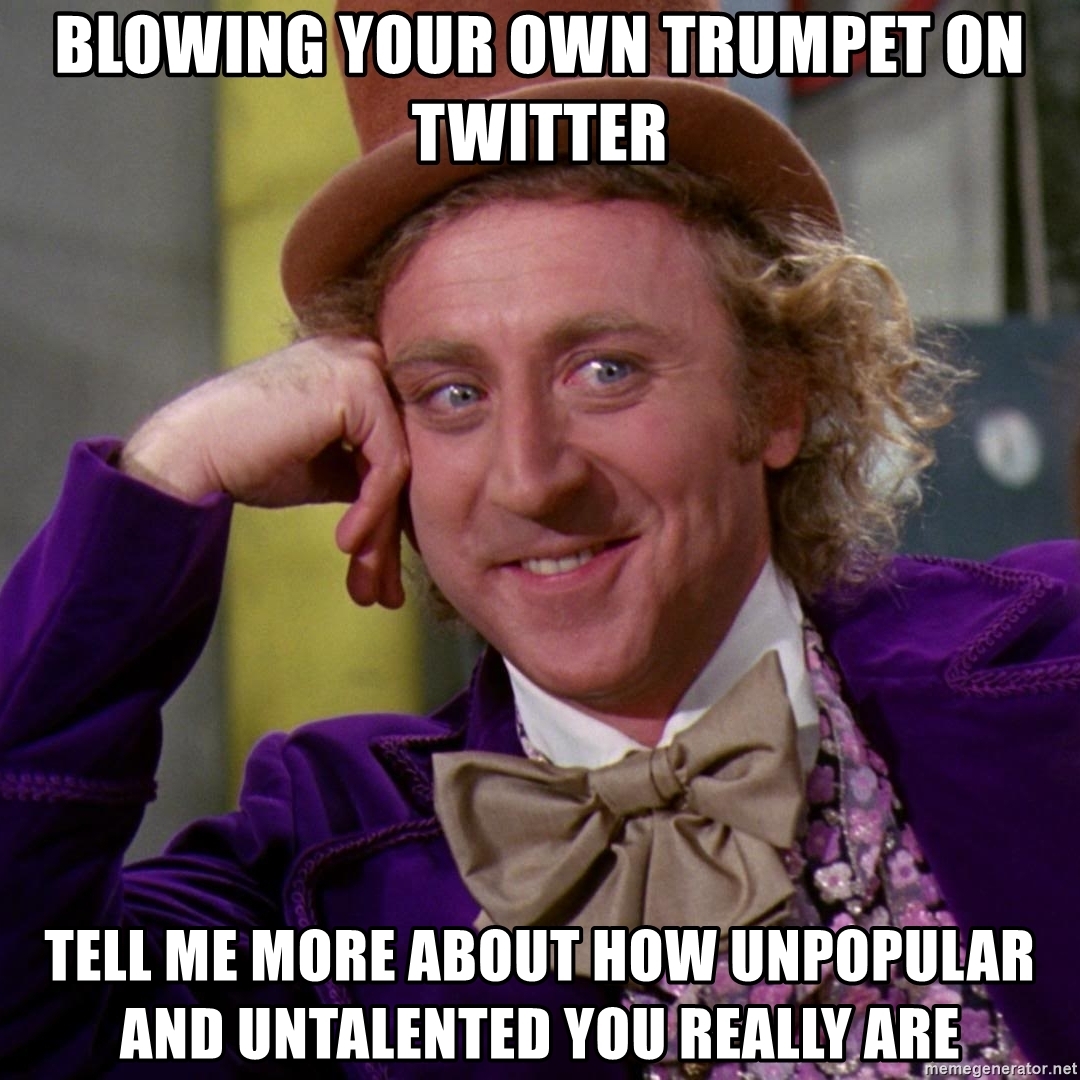 BLOWING YOUR OWN TRUMPET ON
TWITTER
TELL ME MORE ABOUT HOW UNPOPULAR
AND UNTALENTED YOU REALLY ARE
memegenerator.net